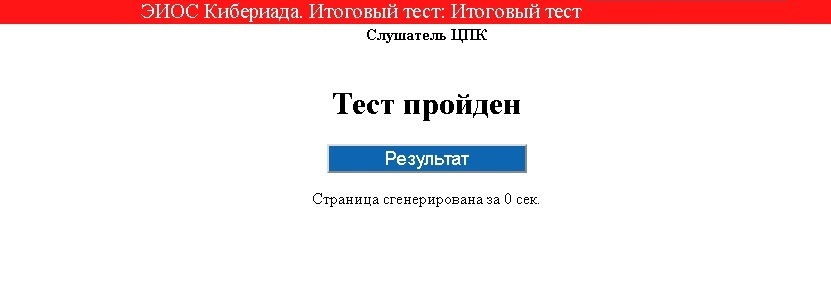 ЭИОС Кибериада. Итоговый тест: Итоговый тест
Слушатель ЦПК
Тест пройден
Результат
Страница сгенерирована за 0 сек.